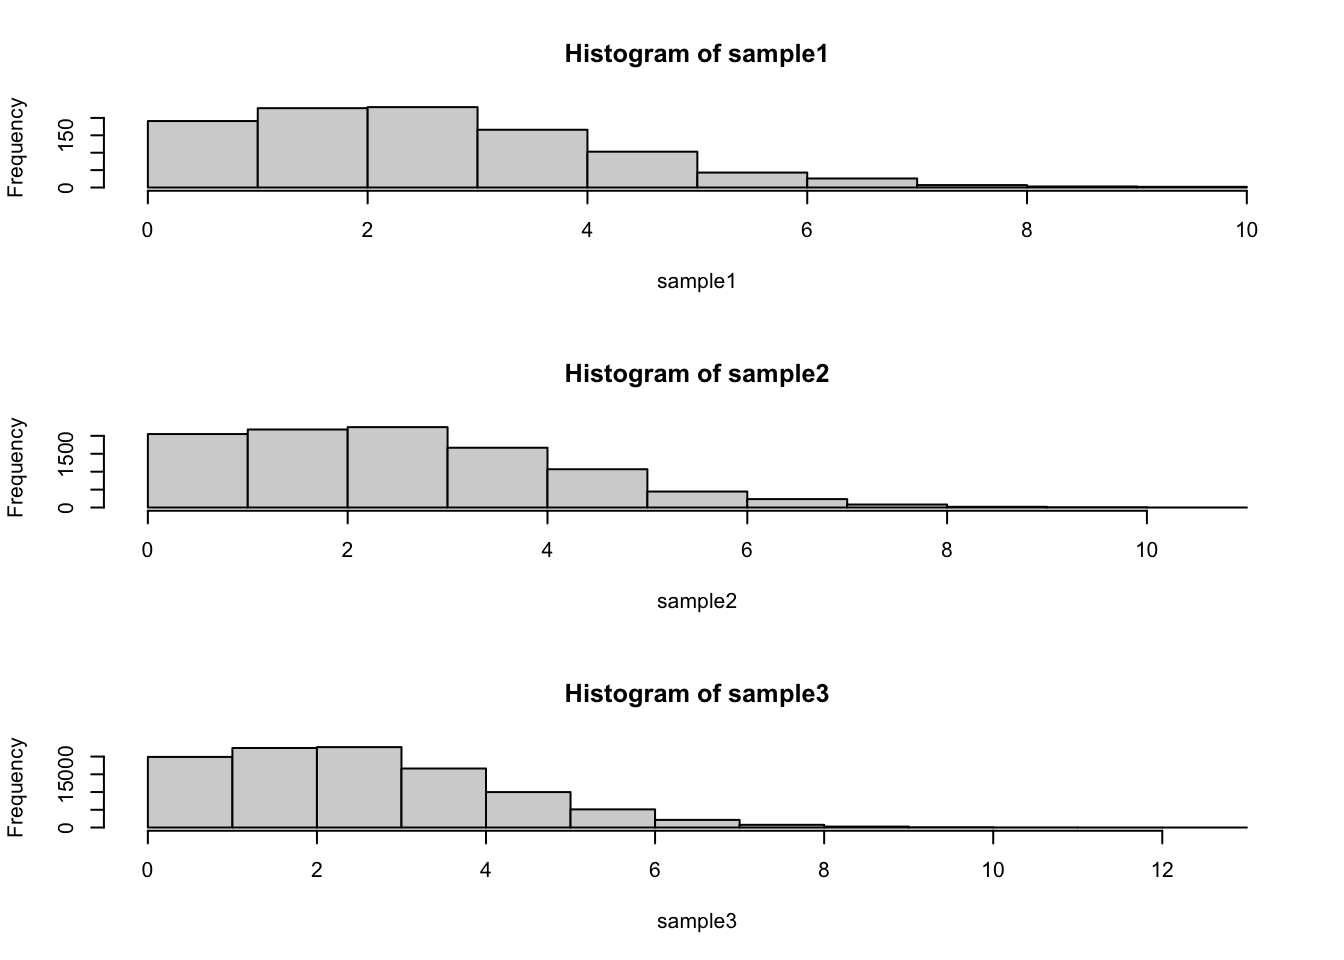 Histogram of sample1
Frequency
150
0
0 2 4 6 8 10
sample1
Histogram of sample2
Frequency
1500
0
0 2 4 6 8 10
sample2
Histogram of sample3
Frequency
15000
0
0 2 4 6 8 10 12
sample3